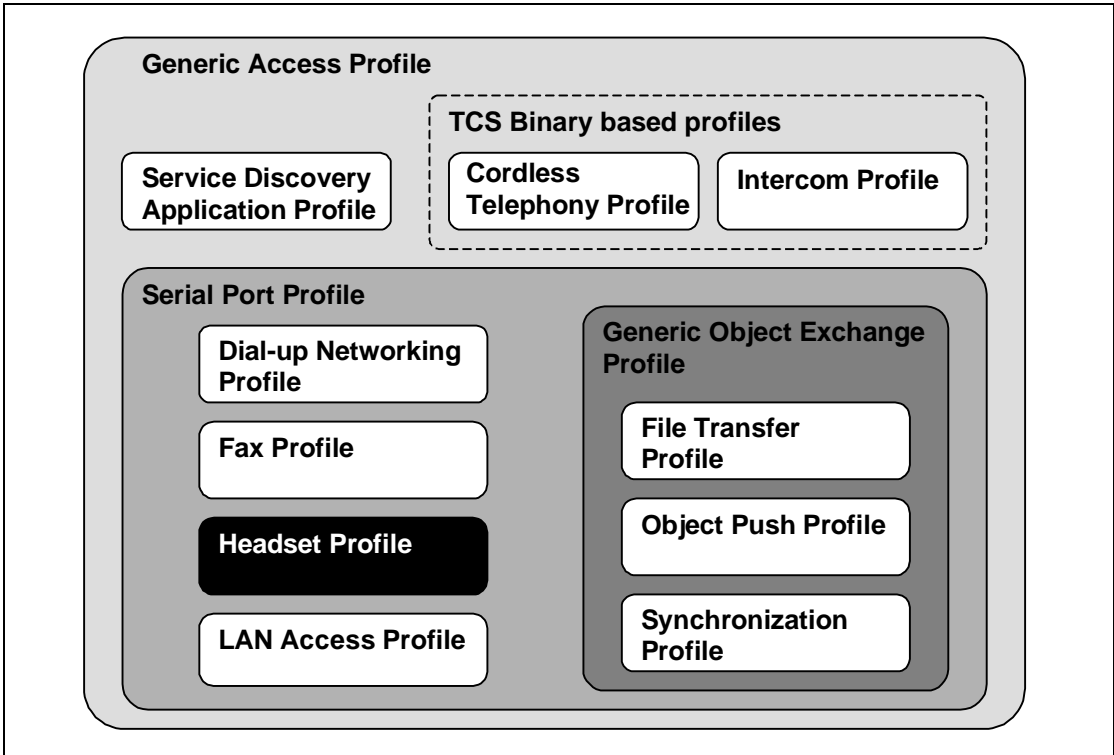 Generic Access Profile
TCS Binary based profiles
Service Discovery
Application Profile
Cordless
Telephony Profile
Intercom Profile
Serial Port Profile
Dial-up Networking
Profile
Fax Profile
Headset Profile
LAN Access Profile
Generic Object Exchange
Profile
File Transfer
Profile
Object Push Profile
Synchronization
Profile